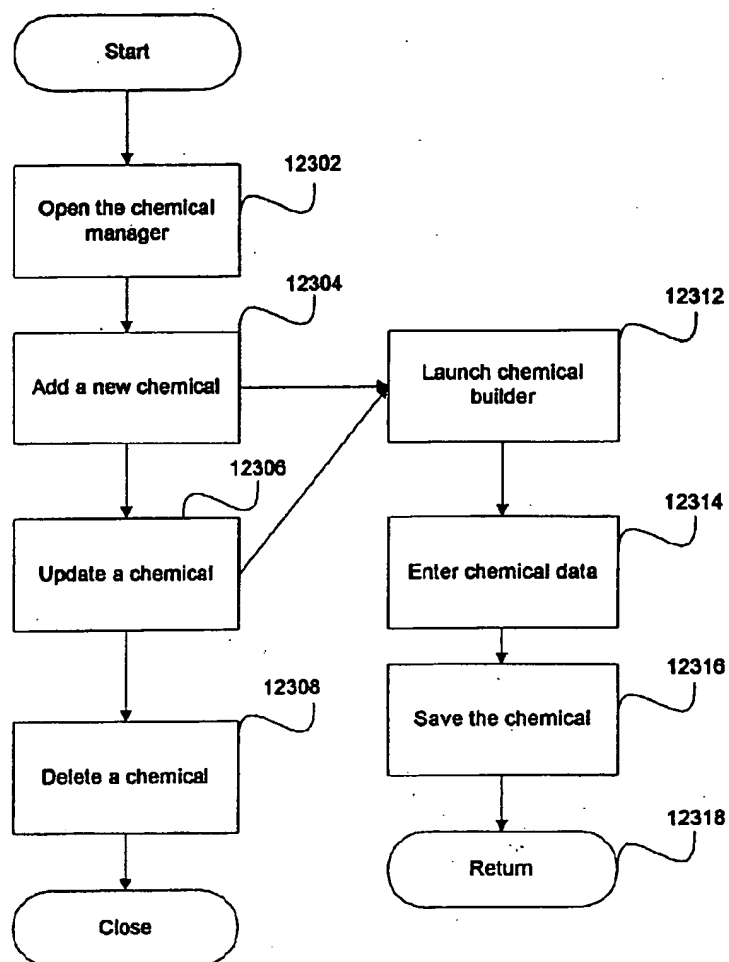 Start
12302
Open the chemical
manager
12304
Add a new chemical
12306
Update a chemical
12308
Delete a chemical
Close
12312
Launch chemical
builder
12314
Enter chemical data
12316
Save the chemical
12318
Return